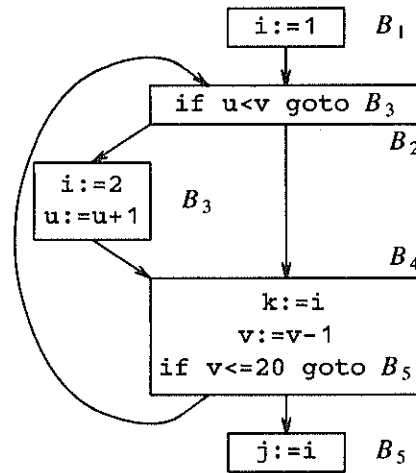 i:=1
B1
if u<v goto B3
B2
i:=2
u:=u+1
B3
B4
k:=i
v:=v-1
if v<=20 goto B5
j:=i
B5